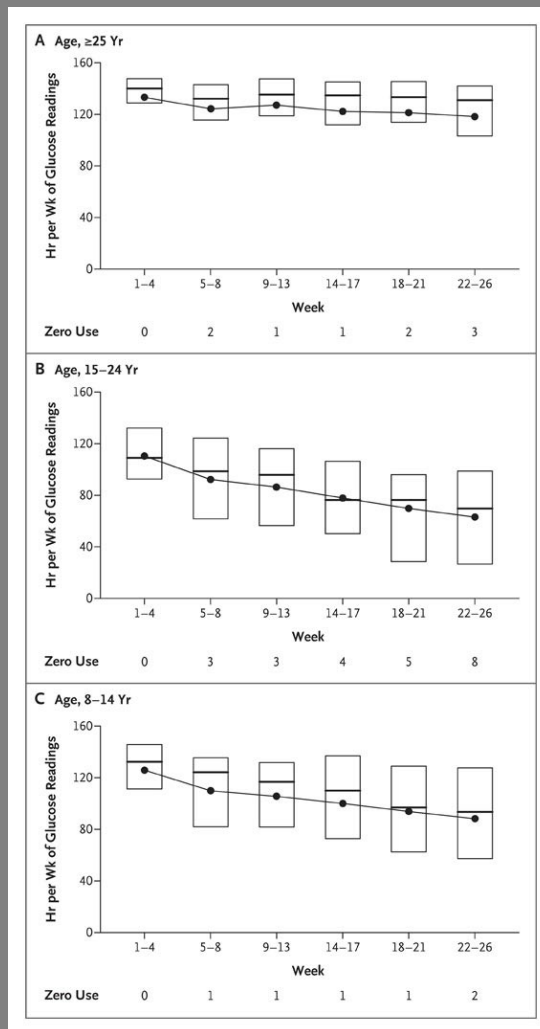 A Age, ≥25 Yr
Hr per Wk of Glucose Readings
160
120
80
40
0
1–4 5–8 9–13 14–17 18–21 22–26
Week
Zero Use 0 2 1 1 2 3
B Age, 15–24 Yr
Hr per Wk of Glucose Readings
160
120
80
40
0
1–4 5–8 9–13 14–17 18–21 22–26
Week
Zero Use 0 3 3 4 5 8
C Age, 8–14 Yr
Hr per Wk of Glucose Readings
160
120
80
40
0
1–4 5–8 9–13 14–17 18–21 22–26
Week
Zero Use 0 1 1 1 1 2